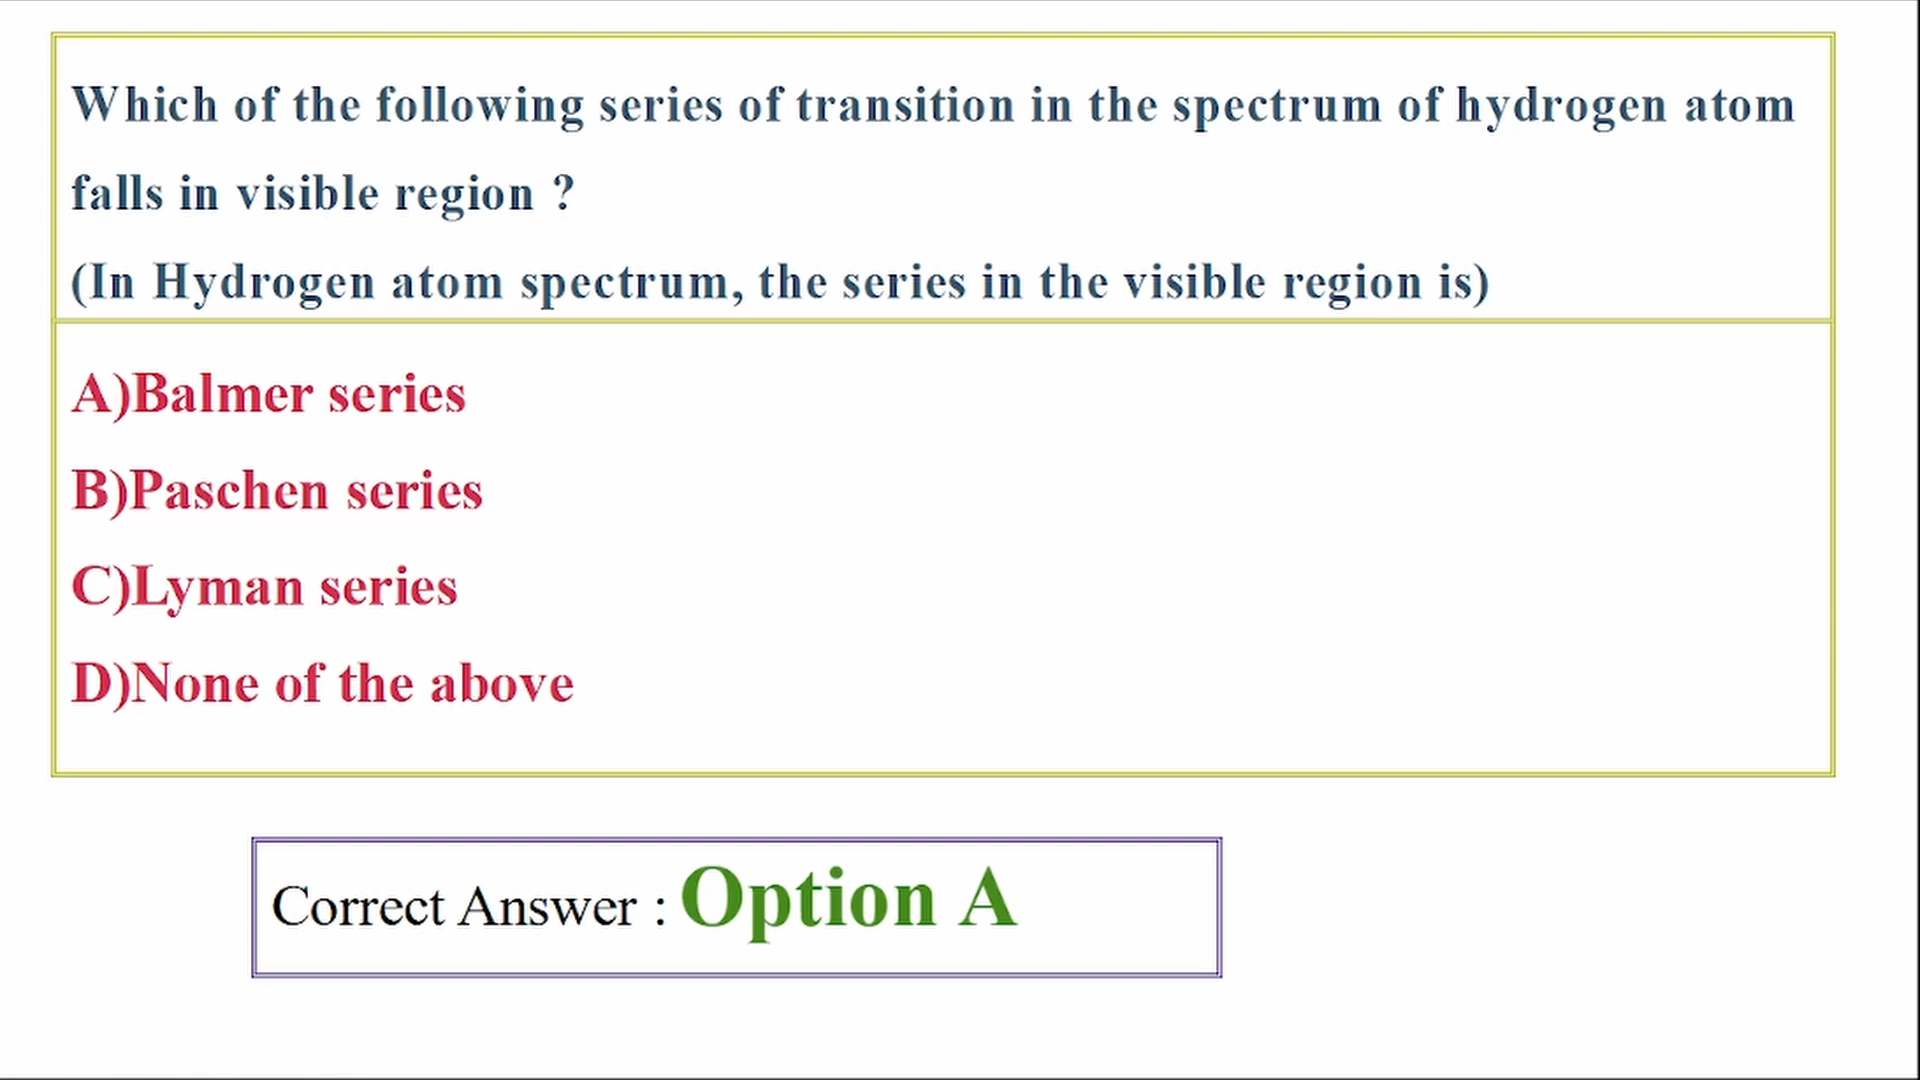 Which of the following series of transition in the spectrum of hydrogen atom
falls in visible region ?
(In Hydrogen atom spectrum, the series in the visible region is)
A)Balmer series
B)Paschen series
C)Lyman series
D)None of the above
Correct Answer : Option A